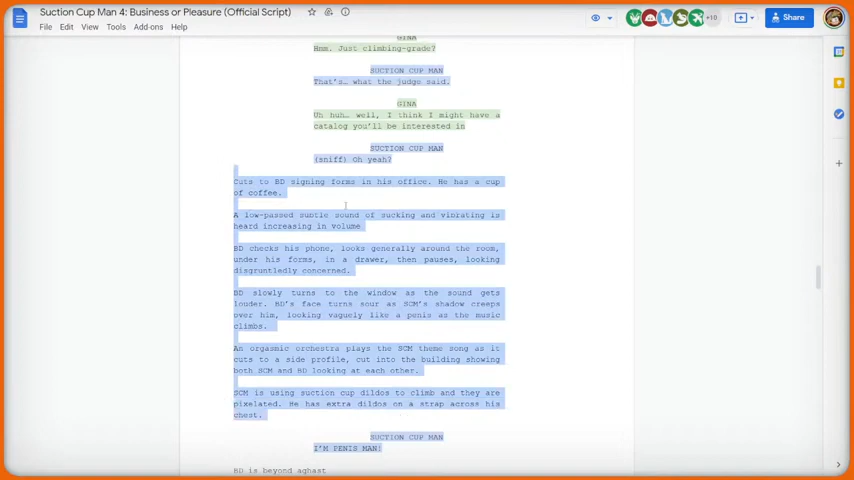 Suction Cup Man 4: Business or Pleasure (Official Script)
File Edit View Tools Add-ons Help
+10
Share
GINA
Hmm. Just climbing-grade?
SUCTION CUP MAN
That's… what the judge said.
GINA
Uh huh… well, I think I might have a
catalog you'll be interested in
SUCTION CUP MAN
(sniff) Oh yeah?
Cuts to BD signing forms in his office. He has a cup
of coffee.
A low-passed subtle sound of sucking and vibrating is
heard increasing in volume
BD checks his phone, looks generally around the room,
under his forms, in a drawer, then pauses, looking
disgruntledly concerned.
BD slowly turns to the window as the sound gets
louder. BD's face turns sour as SCM's shadow creeps
over him, looking vaguely like a penis as the music
climbs.
An orgasmic orchestra plays the SCM theme song as it
cuts to a side profile, cut into the building showing
both SCM and BD looking at each other.
SCM is using suction cup dildos to climb and they are
pixelated. He has extra dildos on a strap across his
chest.
SUCTION CUP MAN
I'M PENIS MAN!
BD is beyond aghast